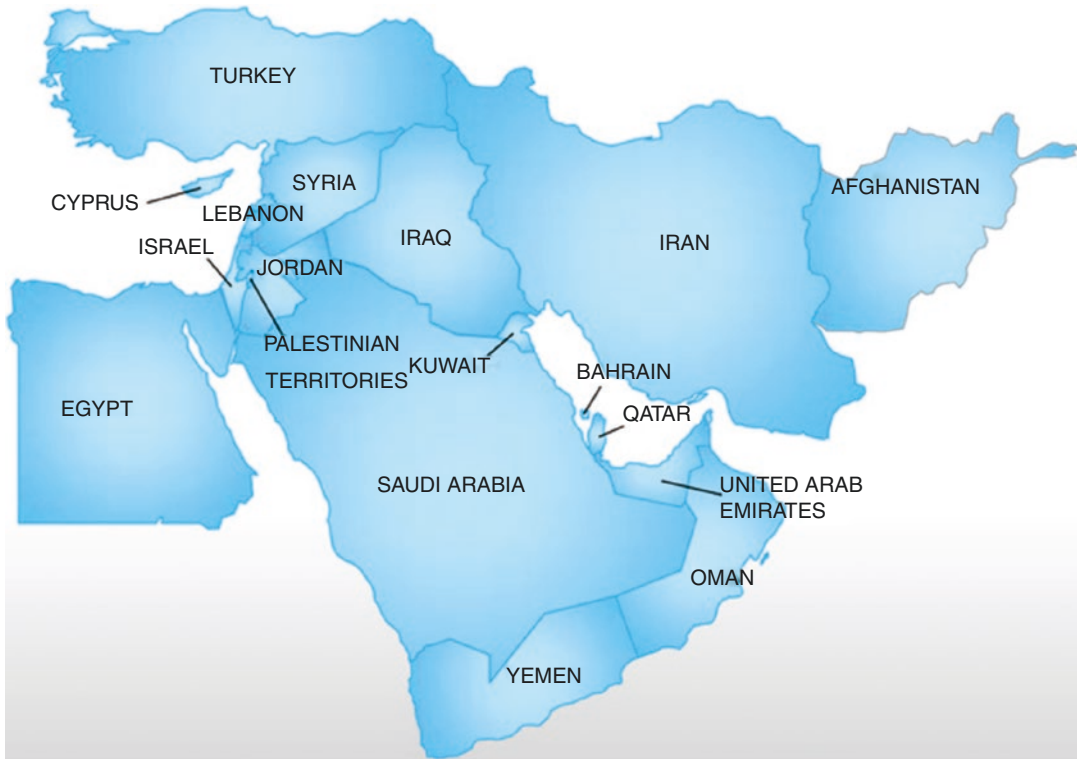 TURKEY
SYRIA
AFGHANISTAN
CYPRUS
LEBANON
IRAQ
IRAN
ISRAEL
JORDAN
PALESTINIAN
TERRITORIES
KUWAIT
BAHRAIN
EGYPT
QATAR
SAUDI ARABIA
UNITED ARAB
EMIRATES
OMAN
YEMEN